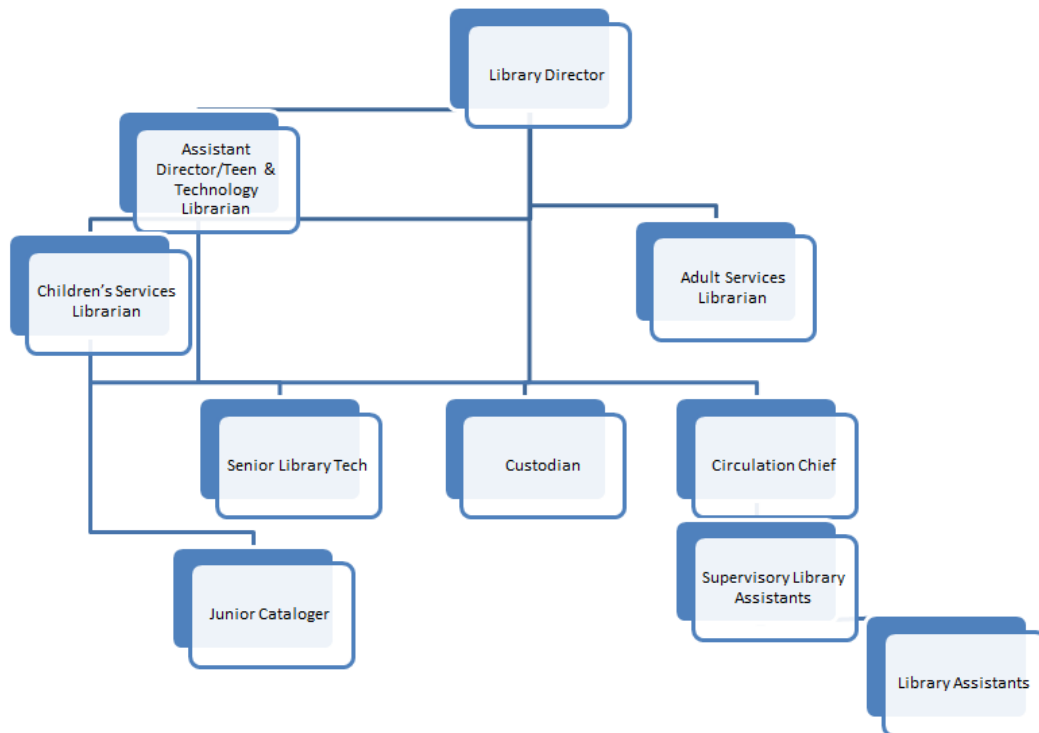 Library Director
Assistant
Director/Teen &
Technology
Librarian
Children’s Services
Librarian
Adult Services
Librarian
Senior Library Tech
Custodian
Circulation Chief
Supervisory Library
Assistants
Junior Cataloger
Library Assistants